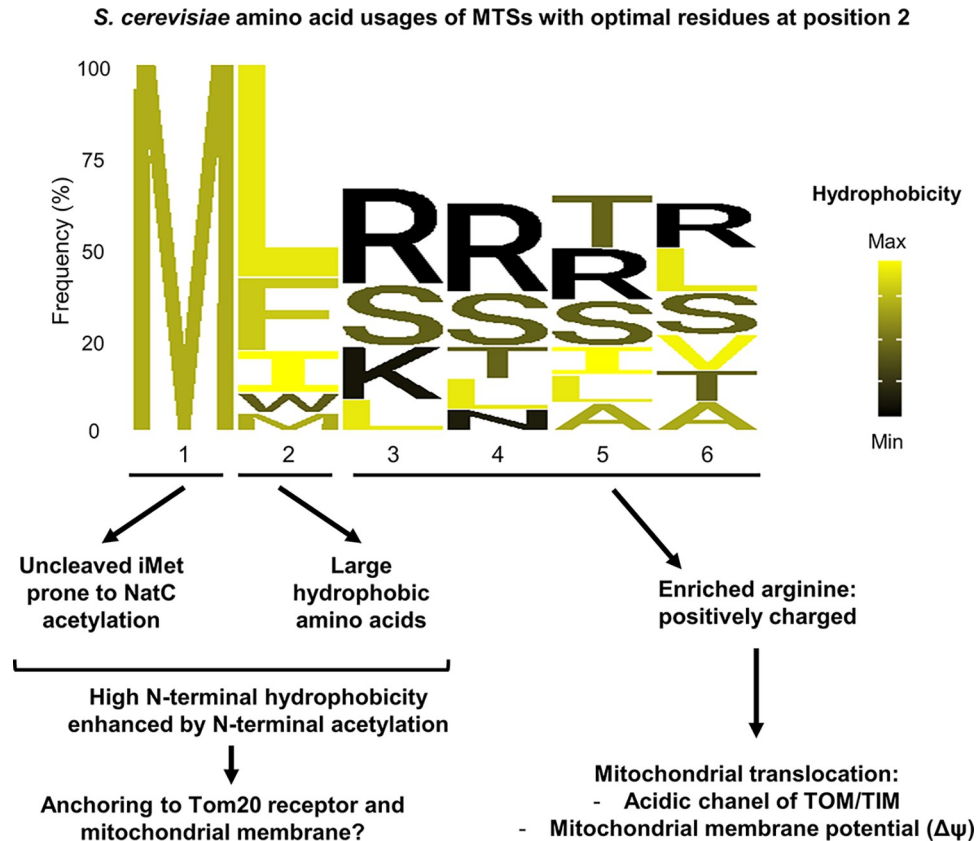 S. cerevisiae amino acid usages of MTSs with optimal residues at position 2
Frequency (%)
100
75
50
20
0
M
L
F
I
W
M
R
S
K
L
R
S
T
L
N
T
R
S
I
L
A
R
L
S
V
T
A
1 2 3 4 5 6
Hydrophobicity
Max
Min
Uncleaved iMet
prone to NatC
acetylation
Large
hydrophobic
amino acids
Enriched arginine:
positively charged
High N-terminal hydrophobicity
enhanced by N-terminal acetylation
Anchoring to Tom20 receptor and
mitochondrial membrane?
Mitochondrial translocation:
- Acidic chanel of TOM/TIM
- Mitochondrial membrane potential (Δψ)